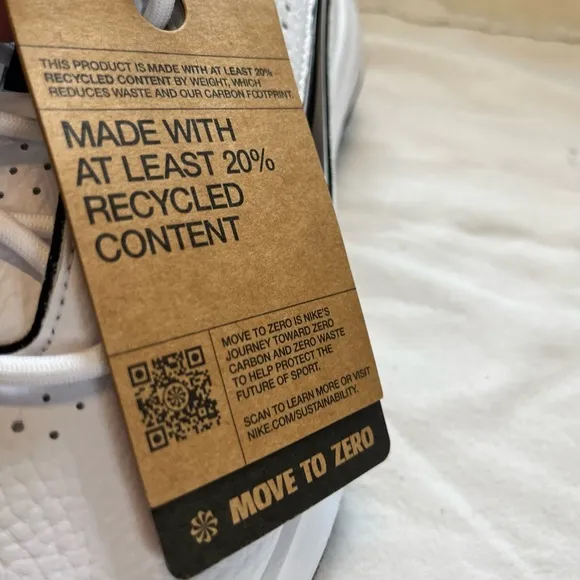 THIS PRODUCT IS MADE WITH AT LEAST 20%
RECYCLED CONTENT BY WEIGHT, WHICH
REDUCES WASTE AND OUR CARBON FOOTPRINT.
MADE WITH
AT LEAST 20%
RECYCLED
CONTENT
MOVE TO ZERO IS NIKE'S
JOURNEY TOWARD ZERO
CARBON AND ZERO WASTE
TO HELP PROTECT THE
FUTURE OF SPORT.
SCAN TO LEARN MORE OR VISIT
NIKE.COM/SUSTAINABILITY.
MOVE TO ZERO